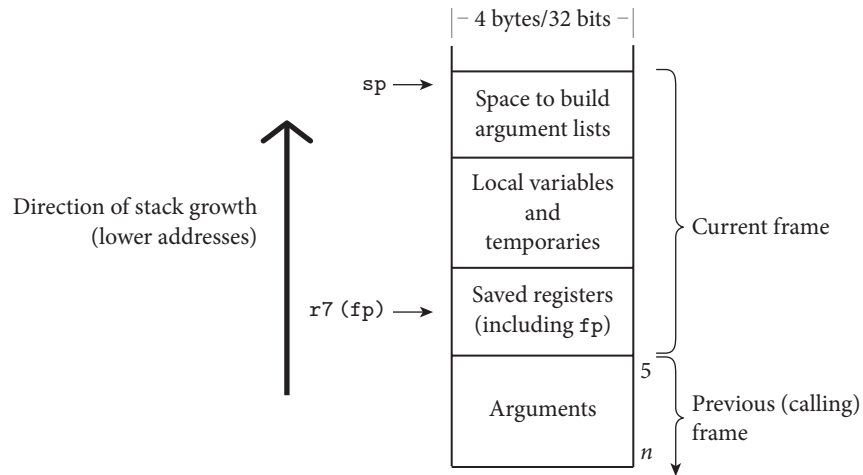 4 bytes/32 bits
sp
Space to build
argument lists
Direction of stack growth
(lower addresses)
Local variables
and
temporaries
Current frame
r7 (fp)
Saved registers
(including fp)
5
Arguments
Previous (calling)
frame
n